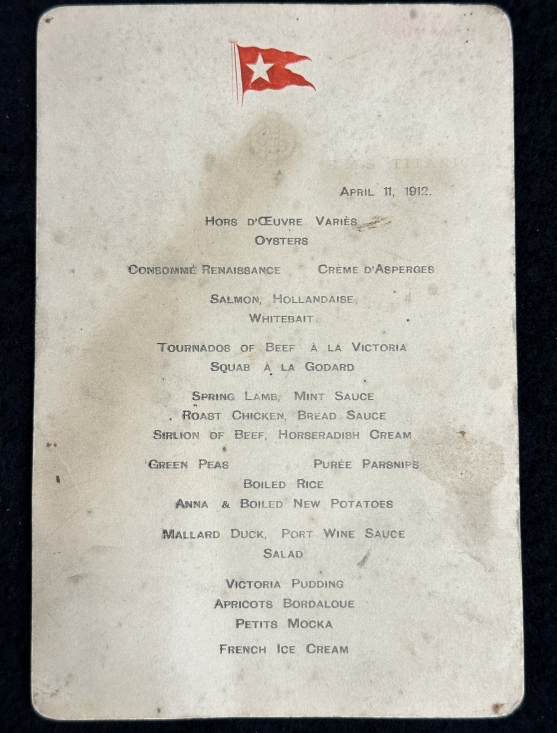 April 11, 1912.
Hors d'Œuvre Variés
Oysters
Consommé Renaissance Crème d'Asperges
Salmon, Hollandaise
Whitebait
Tournados of Beef à la Victoria
Squab à la Godard
Spring Lamb, Mint Sauce
Roast Chicken, Bread Sauce
Sirlion of Beef, Horseradish Cream
Green Peas Purée Parsnips
Boiled Rice
Anna & Boiled New Potatoes
Mallard Duck, Port Wine Sauce
Salad
Victoria Pudding
Apricots Bordaloue
Petits Mocka
French Ice Cream